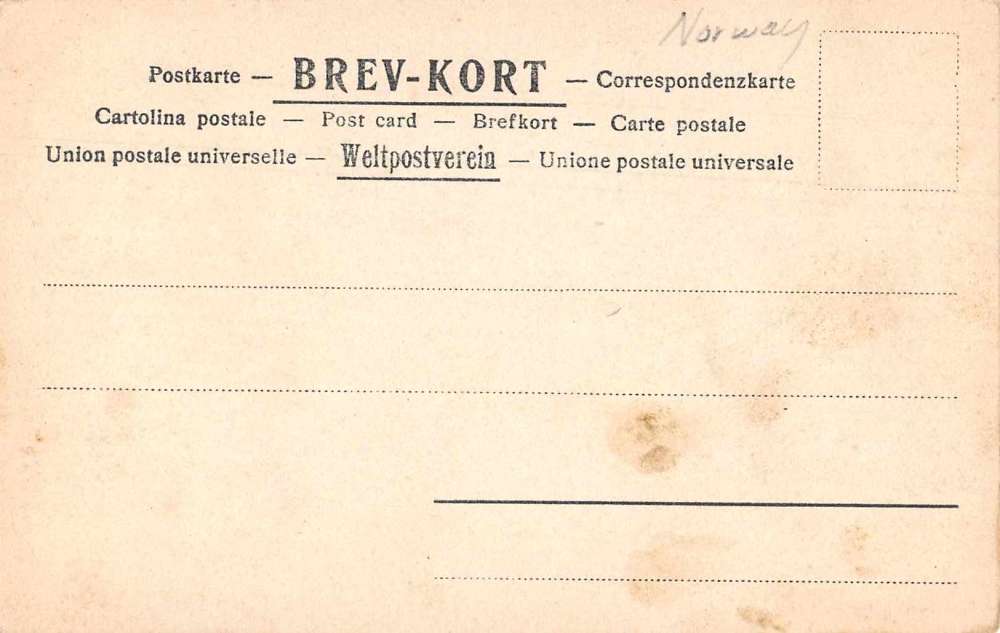 Norway
Postkarte — BREV-KORT — Correspondenzkarte
Cartolina postale — Post card — Brefkort — Carte postale
Union postale universelle — Weltpostverein — Unione postale universale